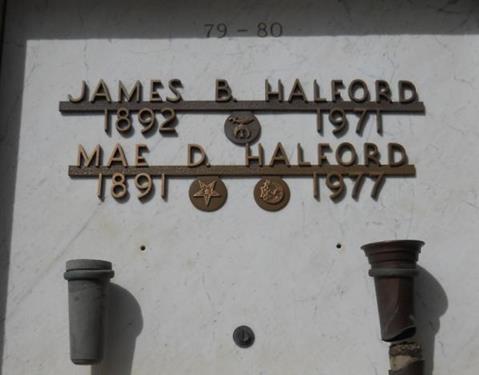 79 - 80
JAMES B. HALFORD
1892 1971
MAE D. HALFORD
1891 1977